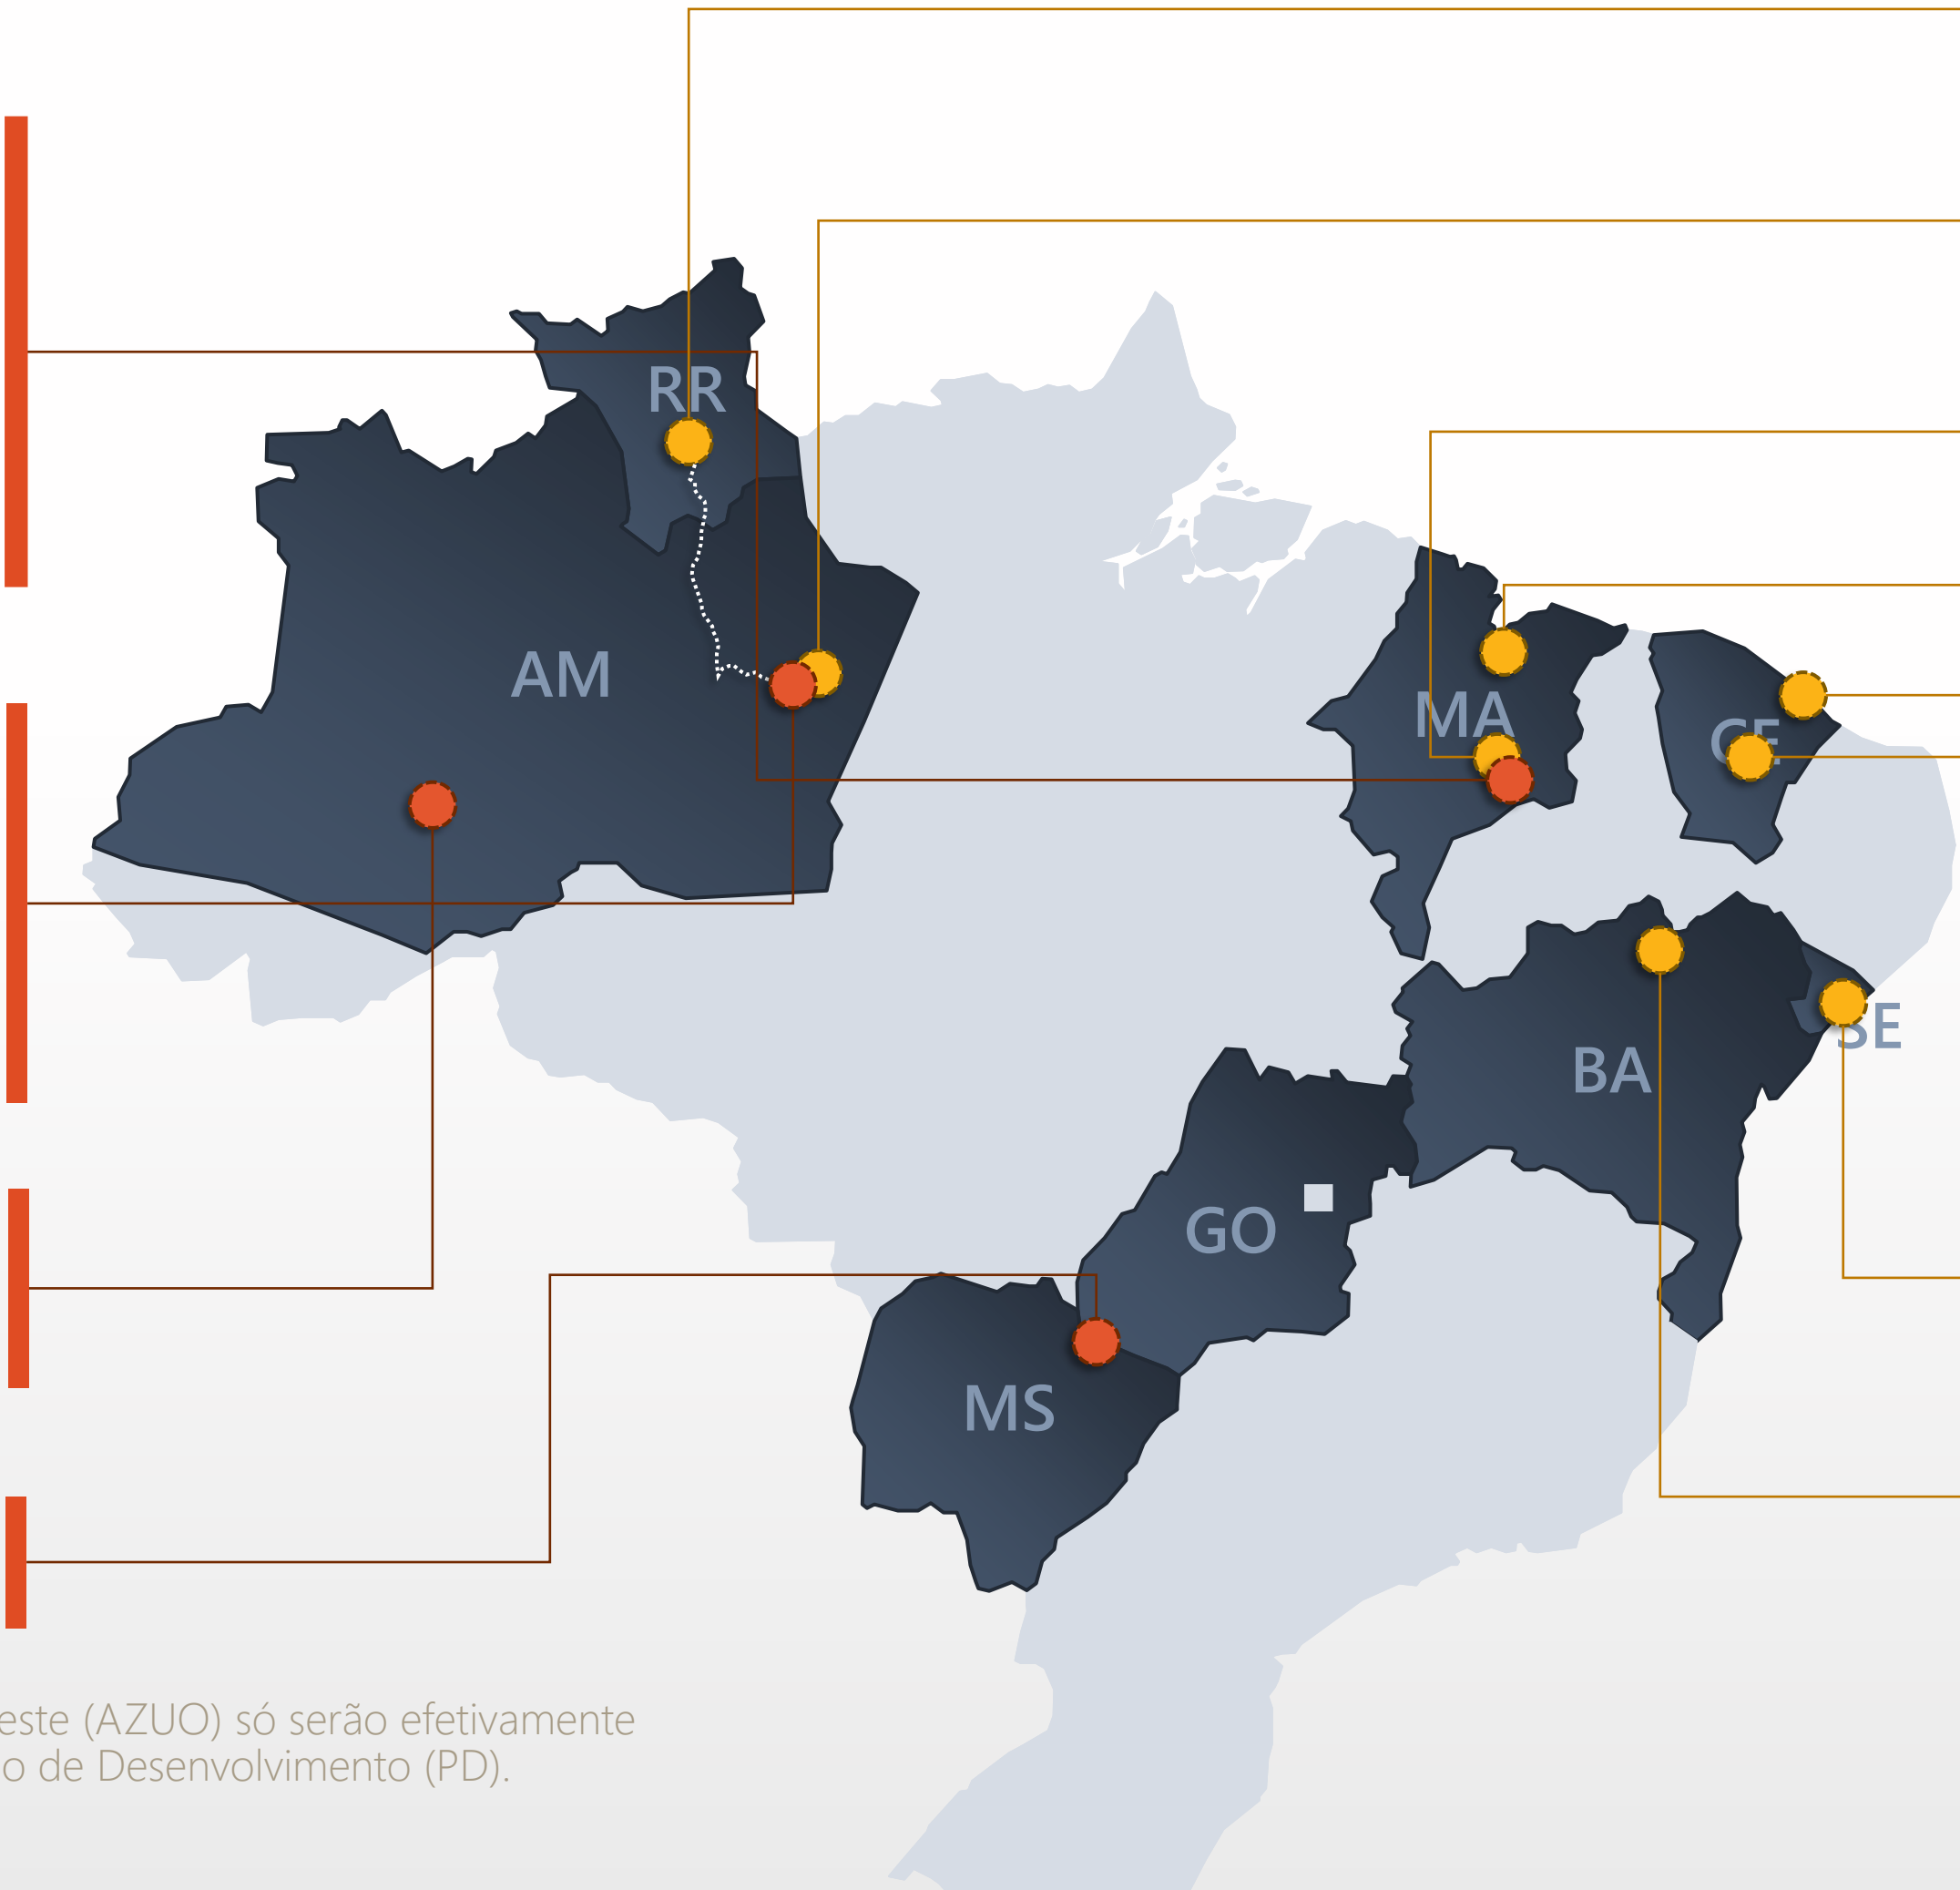 RR
AM
MA
CE
SE
BA
GO
MS
este (AZUO) só serão efetivamente
o de Desenvolvimento (PD).